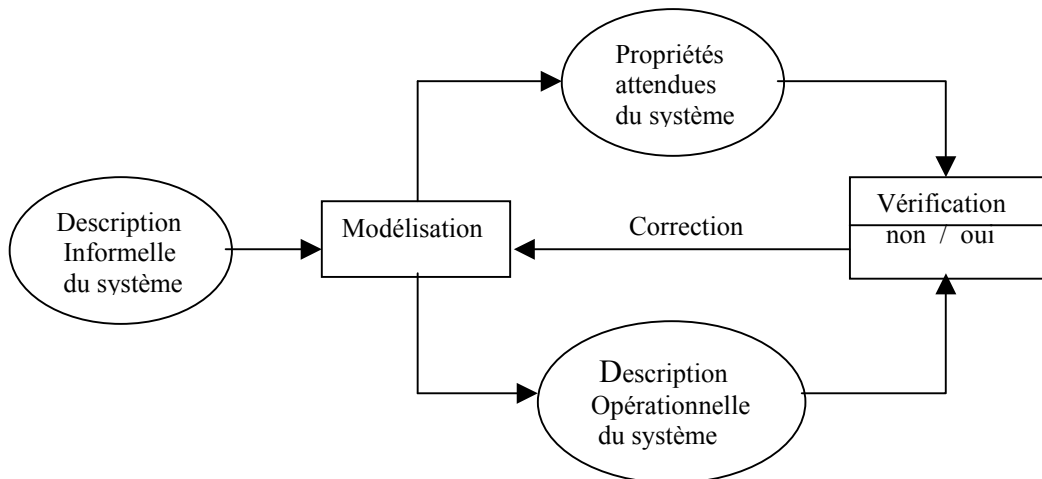 Propriétés
attendues
du système
Description
Informelle
du système
Modélisation
Correction
Vérification
non / oui
Description
Opérationnelle
du système